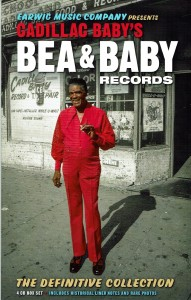 EARWIG MUSIC COMPANY PRESENTS
CADILLAC BABY'S
BEA & BABY
RECORDS
THE DEFINITIVE COLLECTION
4 CD BOX SET INCLUDES HISTORICAL LINER NOTES AND RARE PHOTOS